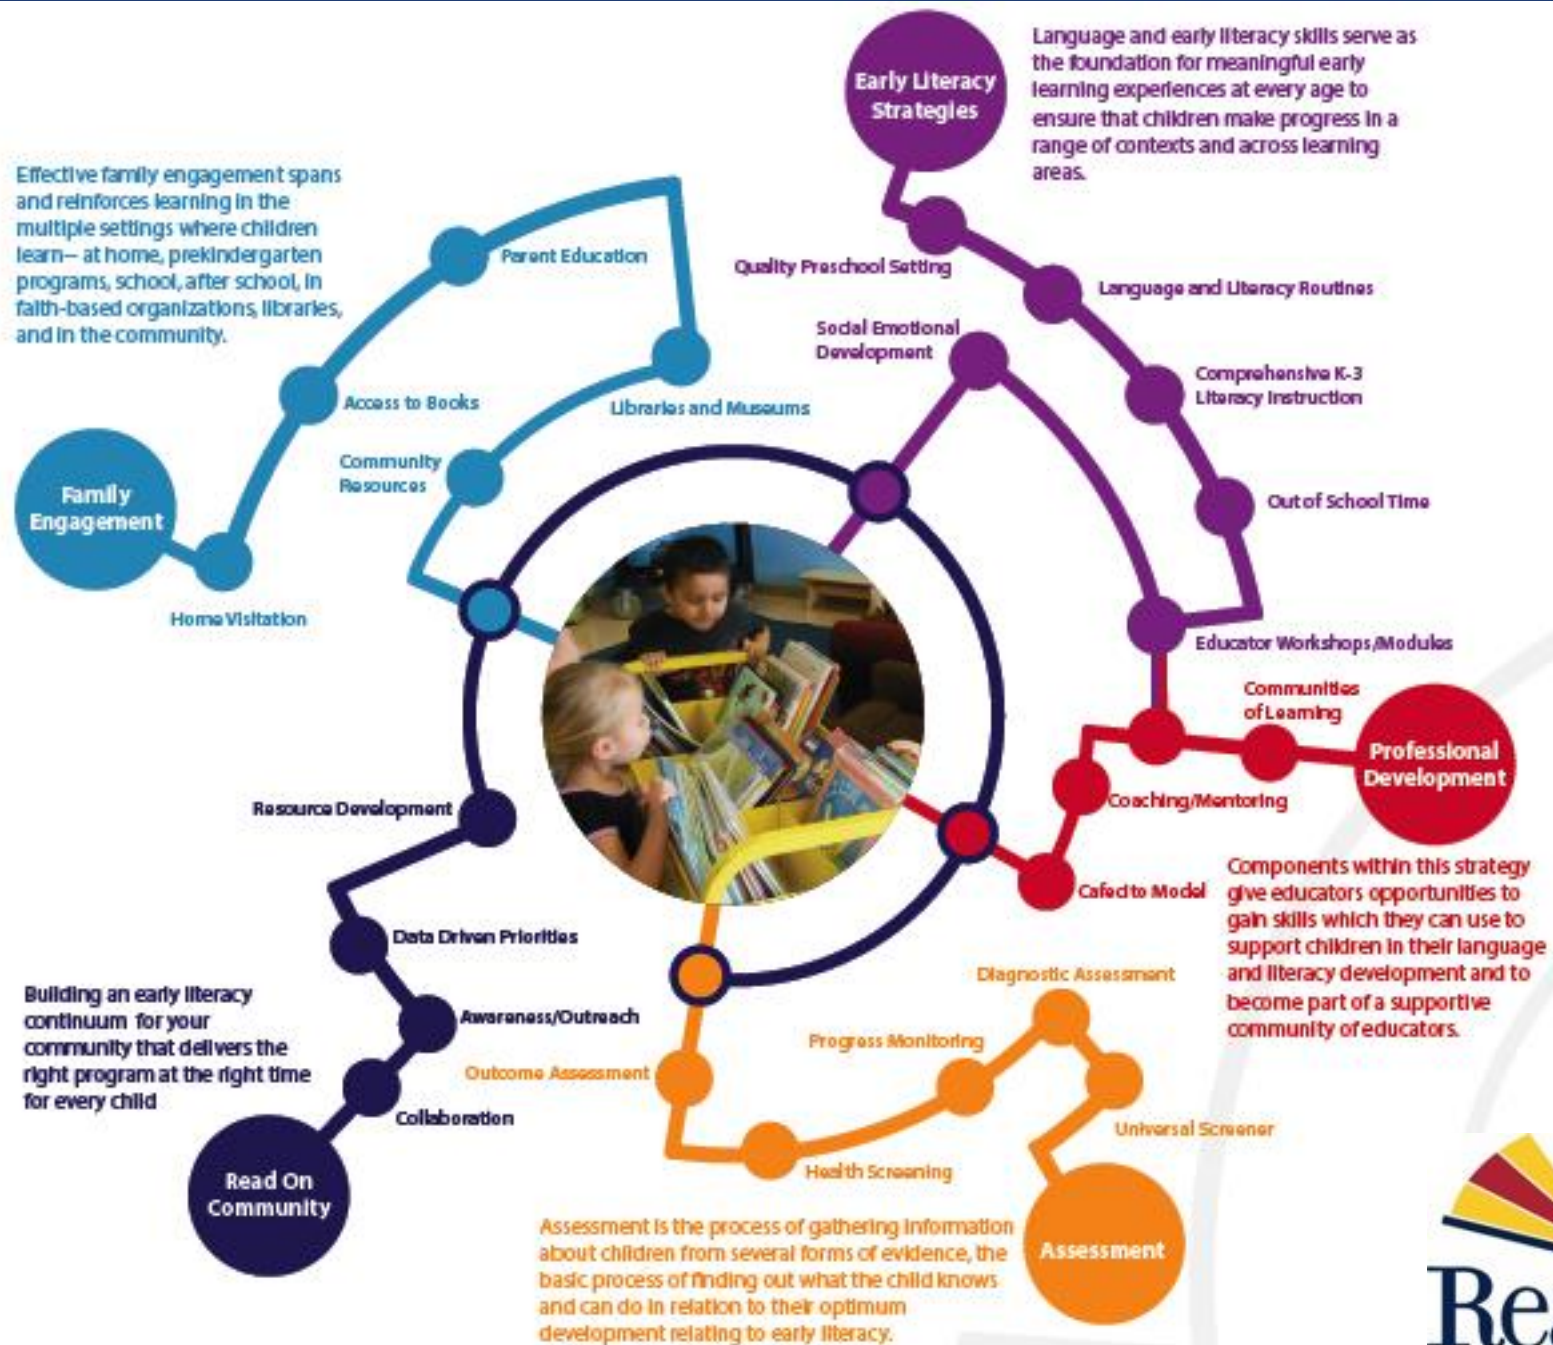 Early Literacy
Strategies
Language and early literacy skills serve as
the foundation for meaningful early
learning experiences at every age to
ensure that children make progress in a
range of contexts and across learning
areas.
Effective family engagement spans
and reinforces learning in the
multiple settings where children
learn– at home, prekindergarten
programs, school, after school, in
faith-based organizations, libraries,
and in the community.
Parent Education
Access to Books
Libraries and Museums
Community
Resources
Family
Engagement
Home Visitation
Quality Preschool Setting
Language and Literacy Routines
Social Emotional
Development
Comprehensive K-3
Literacy Instruction
Out of School Time
Educator Workshops/Modules
Communities
of Learning
Professional
Development
Coaching/Mentoring
Cafecito Model
Components within this strategy
give educators opportunities to
gain skills which they can use to
support children in their language
and literacy development and to
become part of a supportive
community of educators.
Resource Development
Data Driven Priorities
Awareness/Outreach
Collaboration
Building an early literacy
continuum for your
community that delivers the
right program at the right time
for every child
Read On
Community
Diagnostic Assessment
Progress Monitoring
Outcome Assessment
Universal Screener
Health Screening
Assessment is the process of gathering information
about children from several forms of evidence, the
basic process of finding out what the child knows
and can do in relation to their optimum
development relating to early literacy.
Assessment